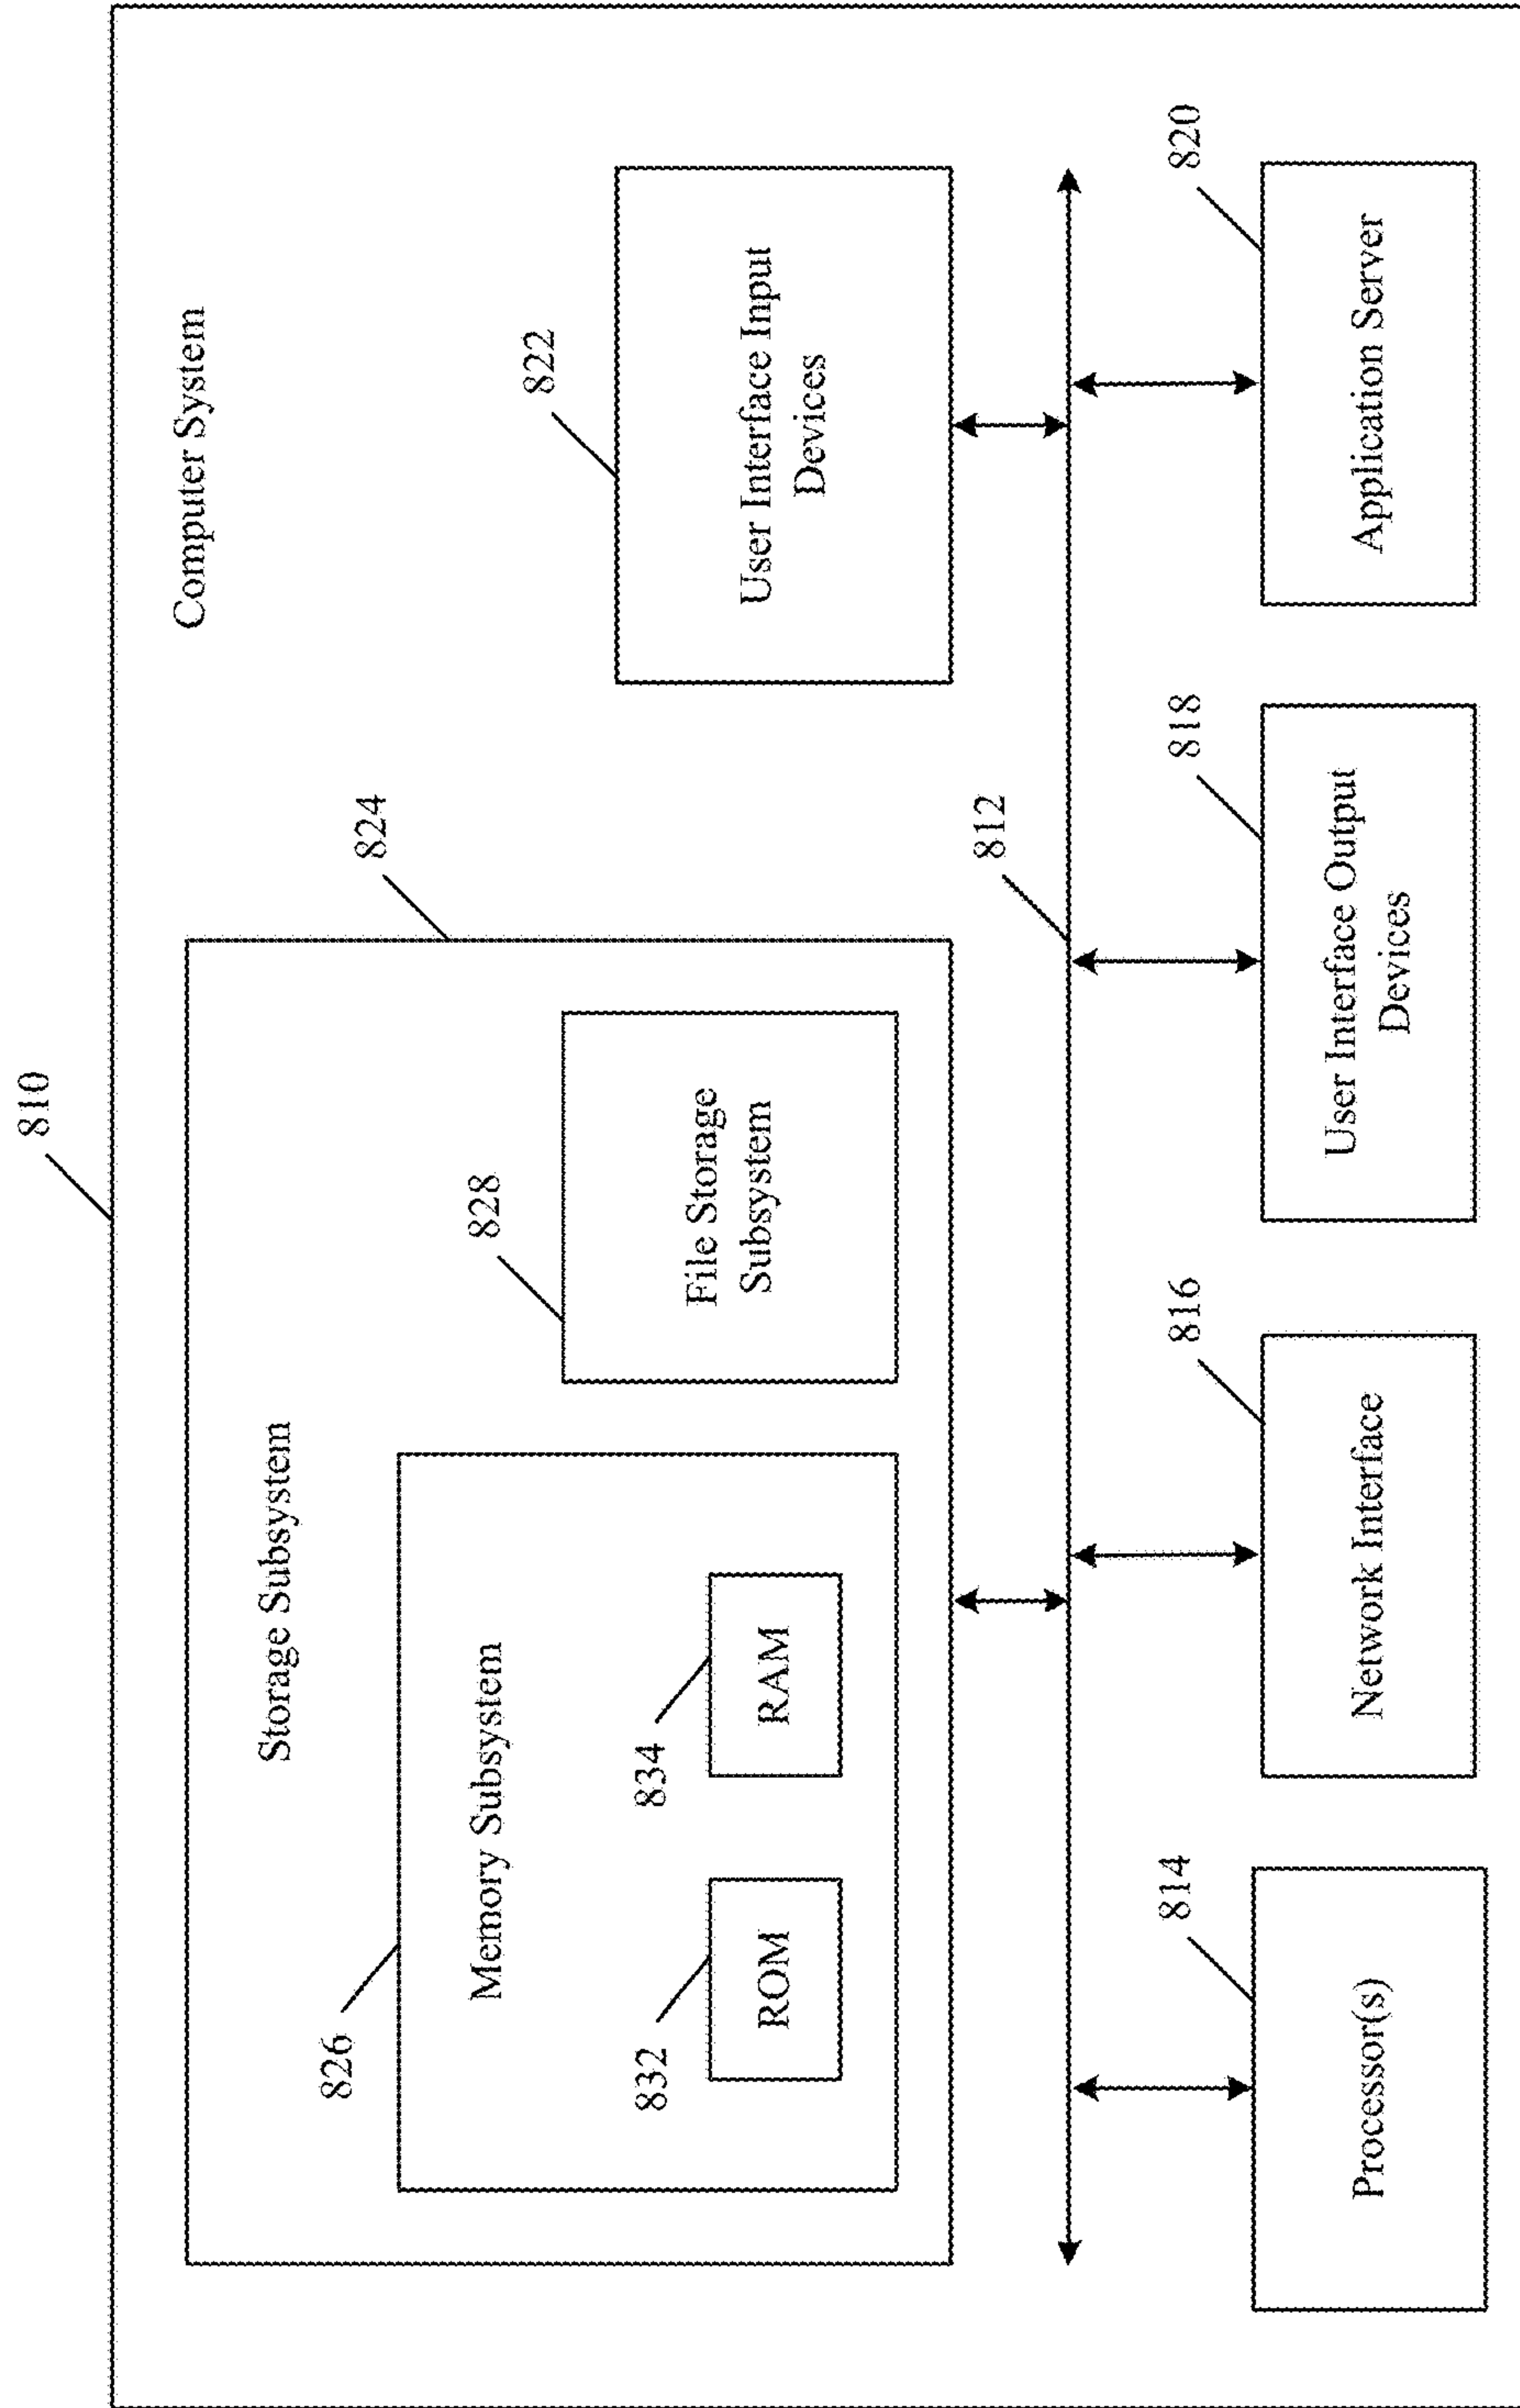 810
Computer System
Storage Subsystem
824
826
Memory Subsystem
828
822
File Storage
Subsystem
User Interface Input
Devices
832
834
ROM
RAM
812
814
816
818
820
Processor(s)
Network Interface
User Interface Output
Devices
Application Server